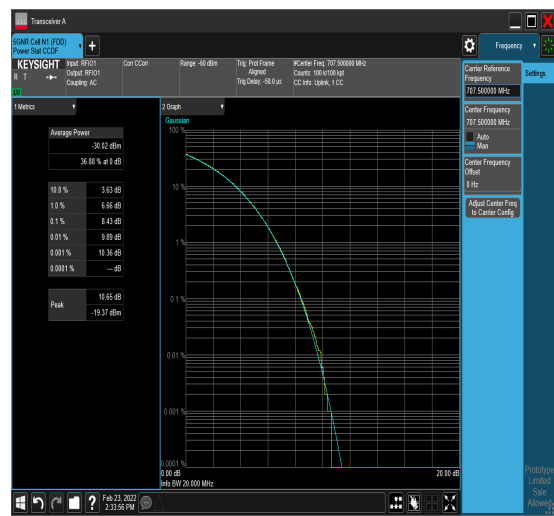 Transceiver A
5GNR Cell N1 (FDD)
Power Stat CCDF
Frequency
KEYSIGHT
R T
LV
Input: RFIO1
Output: RFIO1
Coupling: AC
Corr CCorr
Range: -60 dBm
Trig: Prot Frame
Aligned
Trig Delay: -50.0 µs
#Center Freq: 707.500000 MHz
Counts: 100 k/100 kpt
CC Info: Uplink, 1 CC
Carrier Reference
Frequency
707.500000 MHz
Settings
Center Frequency
707.500000 MHz
Auto
Man
Center Frequency
Offset
0 Hz
Adjust Center Freq
to Carrier Config
1 Metrics
Average Power
-30.02 dBm
36.88 % at 0 dB
10.0 % 3.63 dB
1.0 % 6.66 dB
0.1 % 8.43 dB
0.01 % 9.89 dB
0.001 % 10.36 dB
0.0001 % --- dB
Peak
10.65 dB
-19.37 dBm
2 Graph
Gaussian
100 %
10 %
1 %
0.1 %
0.01 %
0.001 %
0.0001 %
0.00 dB
20.00 dB
Info BW 20.000 MHz
Feb 23, 2022
2:33:56 PM
Prototype
Limited
Sale
Allowed